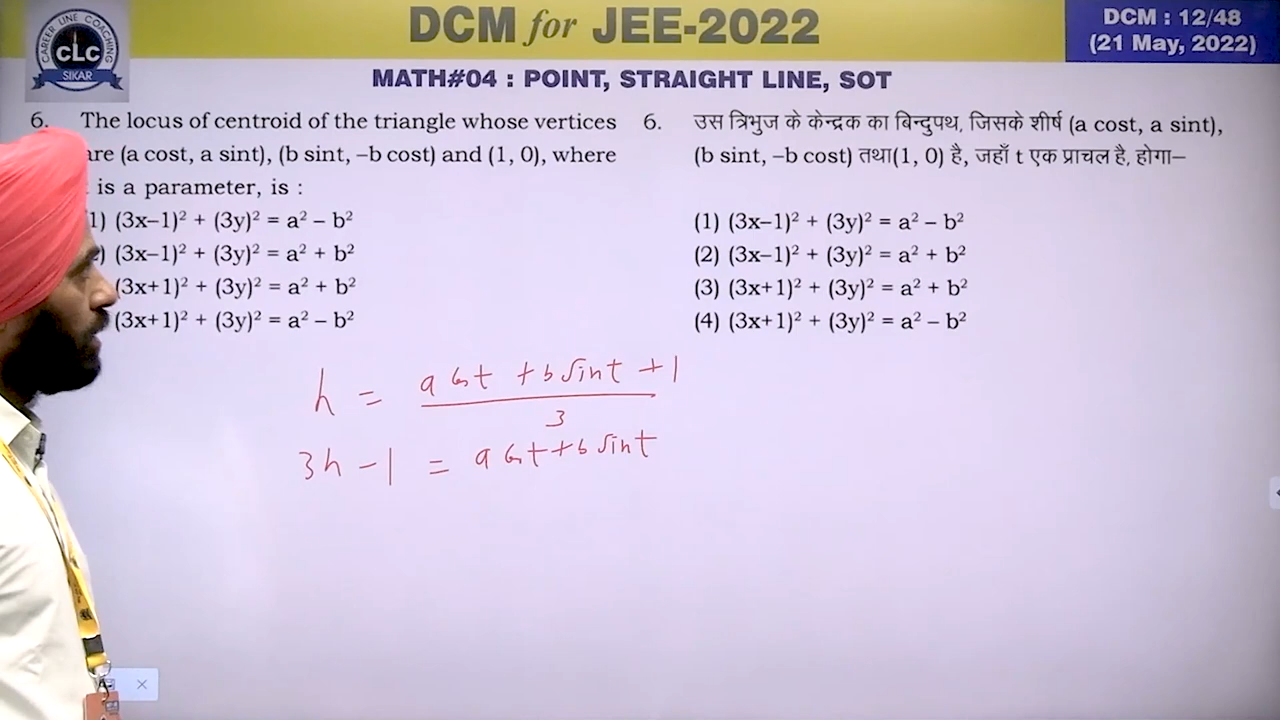 DCM for JEE-2022
DCM : 12/48
(21 May, 2022)
CAREER LINE COACHING
CLC
SIKAR
MATH#04 : POINT, STRAIGHT LINE, SOT
6. The locus of centroid of the triangle whose vertices
are (a cost, a sint), (b sint, –b cost) and (1, 0), where
is a parameter, is :
1) (3x–1)² + (3y)² = a² – b²
) (3x–1)² + (3y)² = a² + b²
(3x+1)² + (3y)² = a² + b²
(3x+1)² + (3y)² = a² – b²
6. उस त्रिभुज के केन्द्रक का बिन्दुपथ, जिसके शीर्ष (a cost, a sint),
(b sint, –b cost) तथा(1, 0) है, जहाँ t एक प्राचल है, होगा–
(1) (3x–1)² + (3y)² = a² – b²
(2) (3x–1)² + (3y)² = a² + b²
(3) (3x+1)² + (3y)² = a² + b²
(4) (3x+1)² + (3y)² = a² – b²
h = a cost + b sint + 1
3
3h – 1 = a cost + b sint